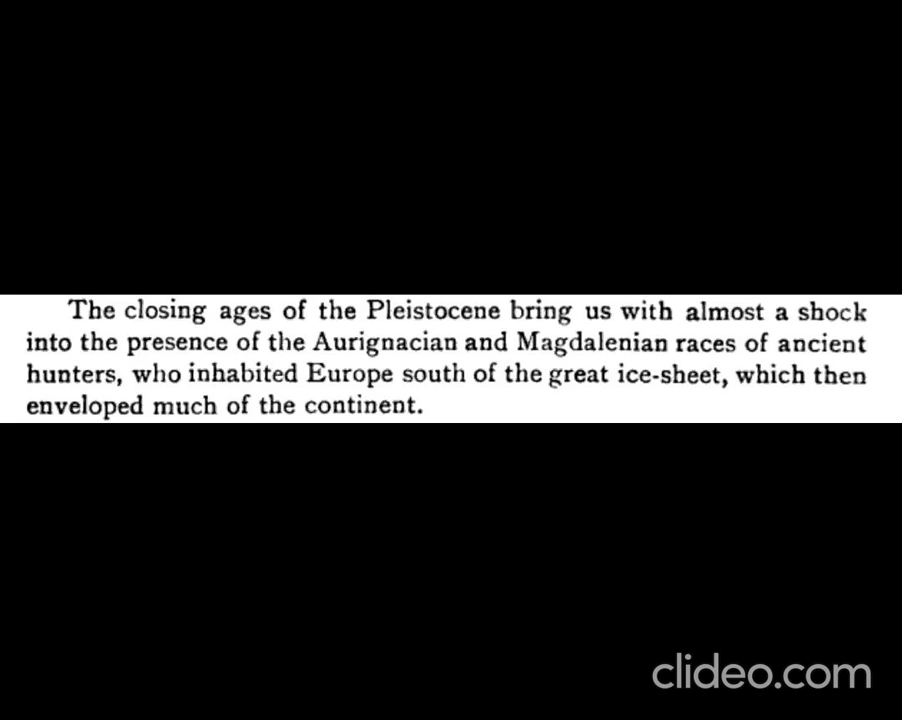 The closing ages of the Pleistocene bring us with almost a shock
into the presence of the Aurignacian and Magdalenian races of ancient
hunters, who inhabited Europe south of the great ice-sheet, which then
enveloped much of the continent.
clideo.com